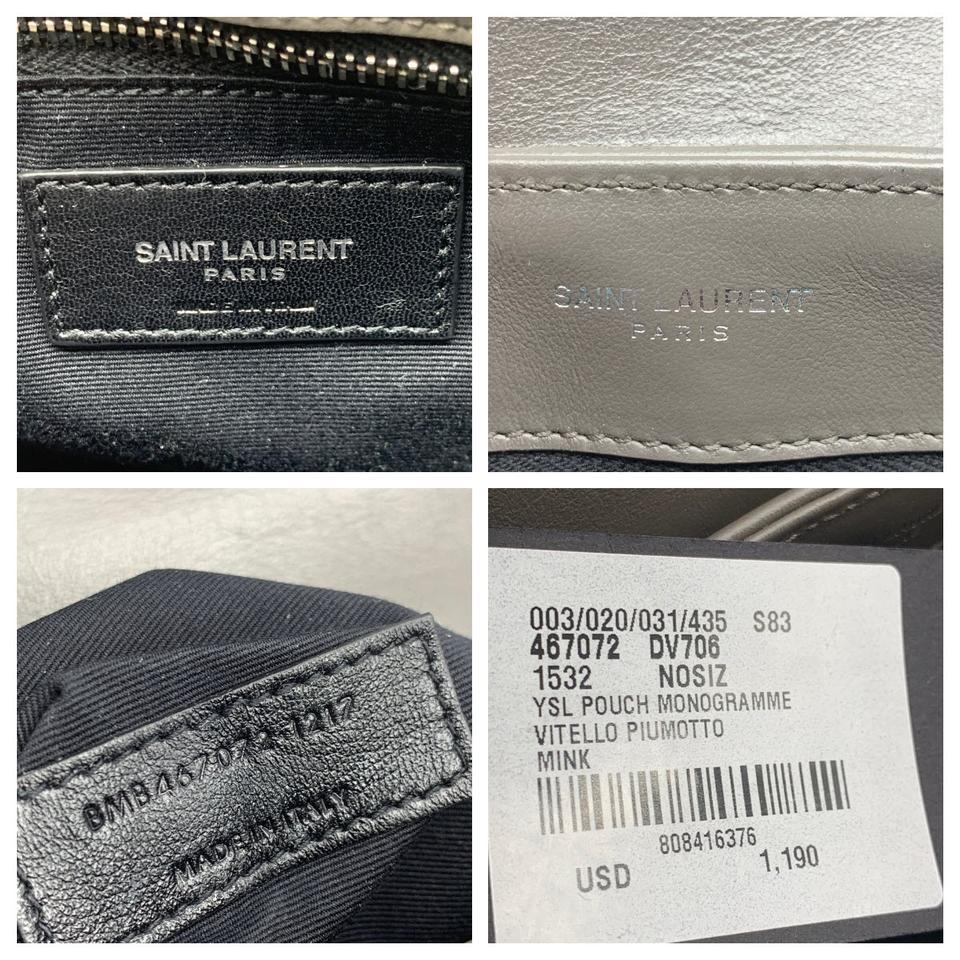 SAINT LAURENT
PARIS
SAINT LAURENT
PARIS
BMB467072-1217
MADE IN ITALY
003/020/031/435 S83
467072 DV706
1532 NOSIZ
YSL POUCH MONOGRAMME
VITELLO PIUMOTTO
MINK
808416376
USD 1,190